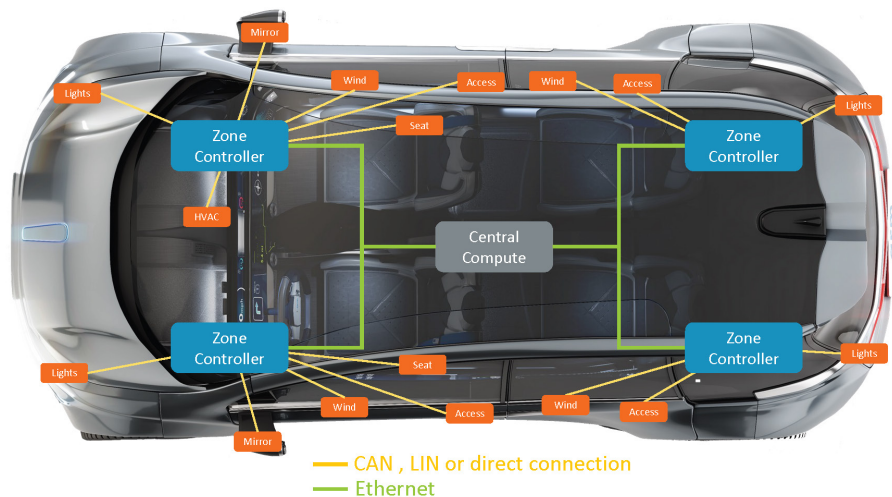 Mirror
Wind
Access
Wind
Access
Lights
Lights
Seat
Zone
Controller
Zone
Controller
HVAC
Central
Compute
Zone
Controller
Zone
Controller
Lights
Seat
Lights
Wind
Access
Wind
Access
Mirror
CAN , LIN or direct connection
Ethernet